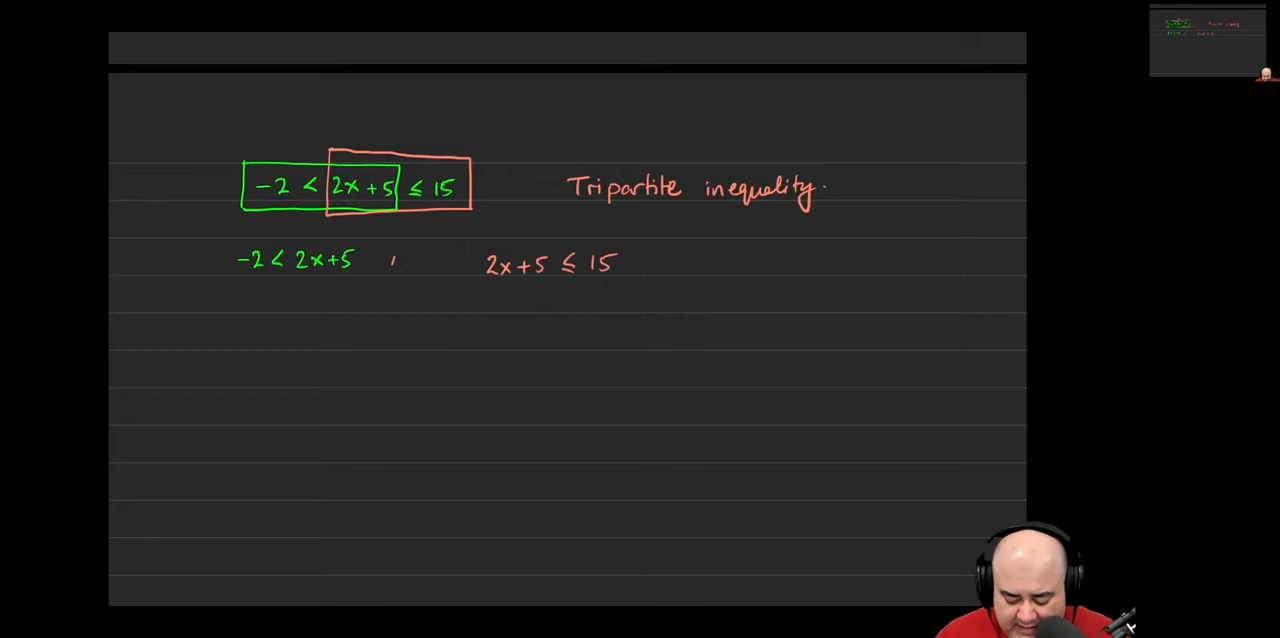 -2 < 2x+5 ≤ 15 Tripartite inequality.
-2 < 2x+5 2x+5 ≤ 15